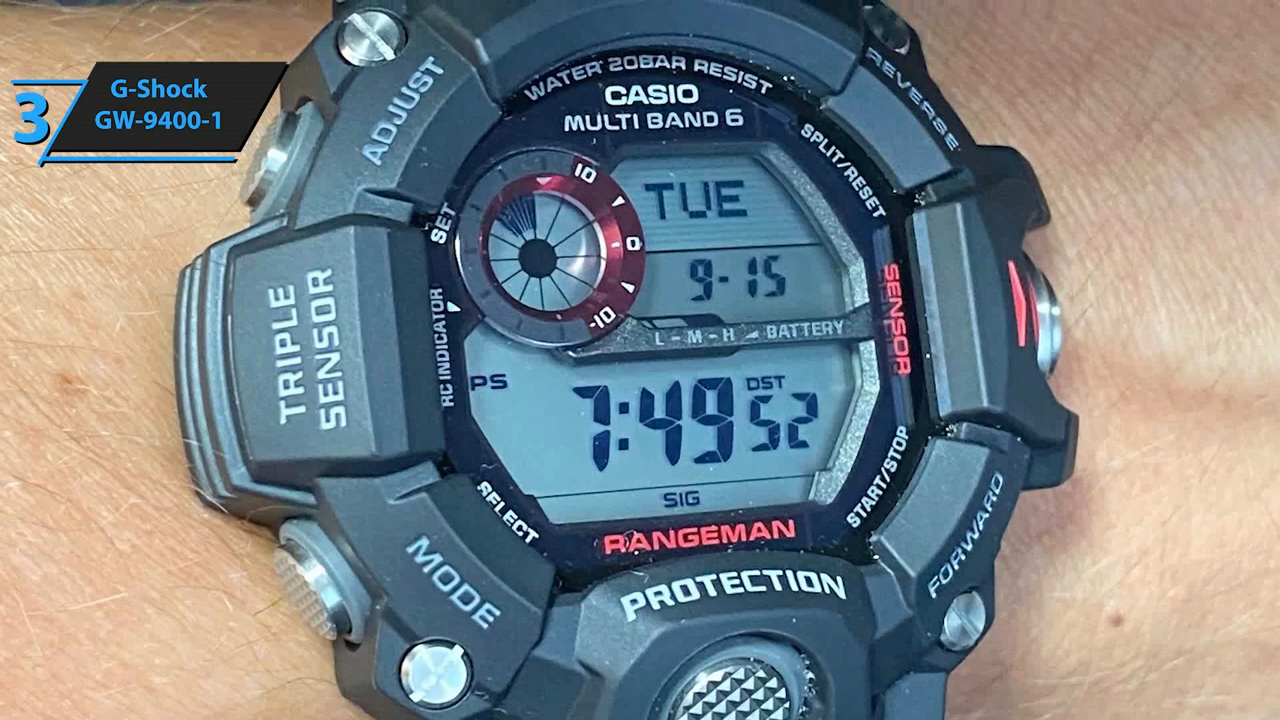 3
G-Shock
GW-9400-1
ADJUST
REVERSE
WATER 20BAR RESIST
CASIO
MULTI BAND 6
SPLIT/RESET
SET
10
0
-10
TUE
9-15
L - M - H BATTERY
TRIPLE
SENSOR
RC INDICATOR
SENSOR
PS
DST
7:49 52
SIG
SELECT
START/STOP
RANGEMAN
MODE
FORWARD
PROTECTION